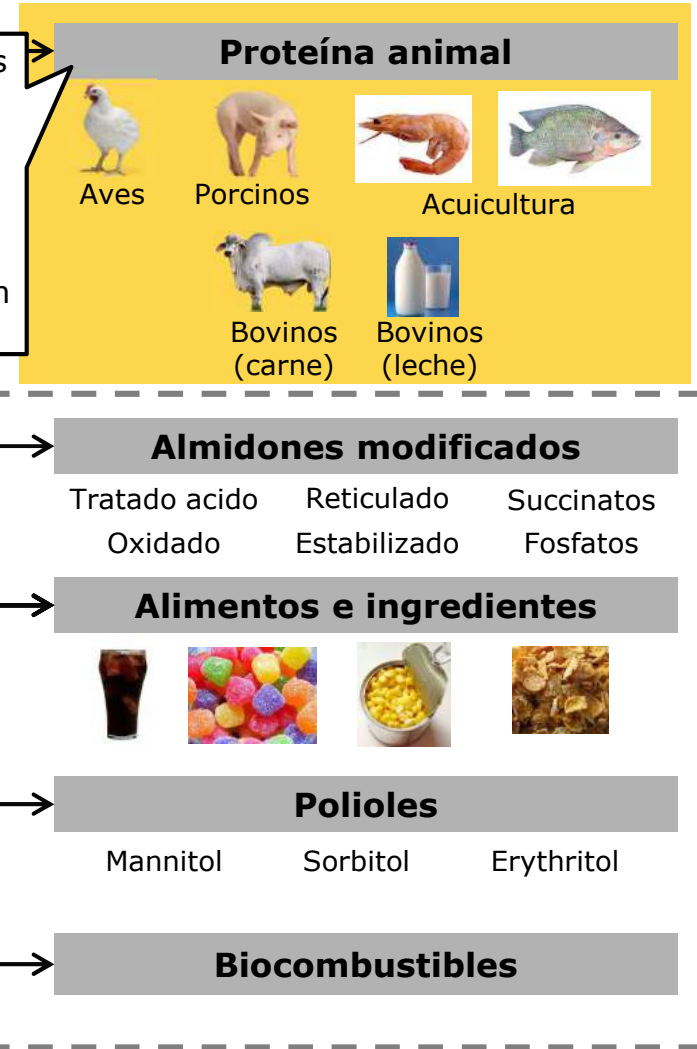 s
Proteína animal
Aves Porcinos Acuicultura
n
Bovinos Bovinos
(carne) (leche)
Almidones modificados
Tratado acido Reticulado Succinatos
Oxidado Estabilizado Fosfatos
Alimentos e ingredientes
Polioles
Mannitol Sorbitol Erythritol
Biocombustibles